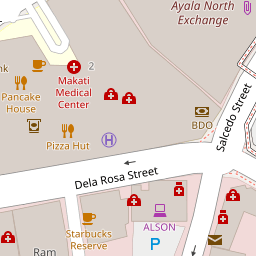 Ayala North
Exchange
2
nk
Makati
Medical
Center
Pancake
House
BDO
Salcedo Street
Pizza Hut
H
Dela Rosa Street
ALSON
P
Starbucks
Reserve
Ram